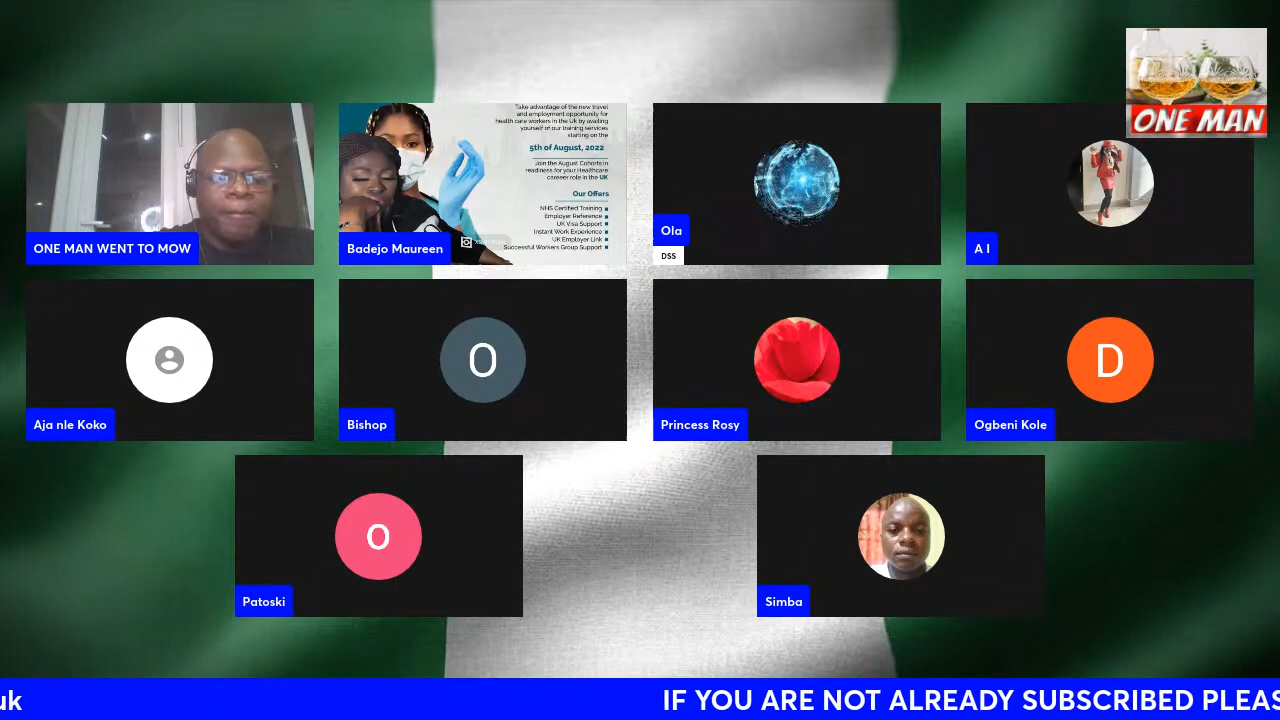 ONE MAN
ONE MAN WENT TO MOW
Take advantage of the new travel
and employment opportunity for
health care workers in the Uk by availing
yourself of our training services
starting on the
5th of August, 2022
Join the August Cohorts in
readiness for your Healthcare
careeer role in the UK
Our Offers
NHS Certified Training
Employer Reference
UK Visa Support
Instant Work Experience
UK Employer Link
Successful Workers Group Support
Badejo Maureen
Ola
DSS
A I
Aja nle Koko
O
Bishop
Princess Rosy
D
Ogbeni Kole
O
Patoski
Simba
uk
IF YOU ARE NOT ALREADY SUBSCRIBED PLEAS